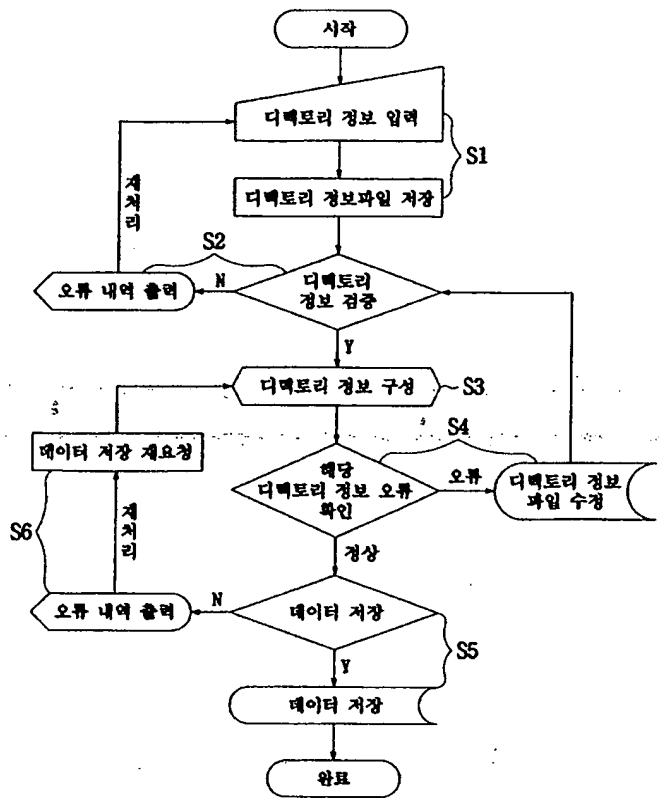 시작
디렉토리 정보 입력
S1
재
처
리
디렉토리 정보파일 저장
S2
오류 내역 출력
N
디렉토리
정보 검증
Y
디렉토리 정보 구성
S3
데이터 저장 재요청
S4
해당
디렉토리 정보 오류
확인
오류
디렉토리 정보
파일 수정
S6
재
처
리
정상
오류 내역 출력
N
데이터 저장
S5
Y
데이터 저장
완료